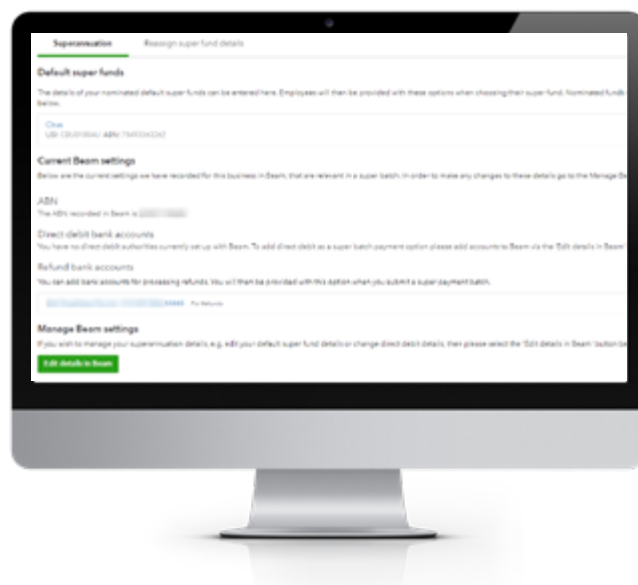 Superannuation Reassign super fund details
Default super funds
The details of your nominated default super funds can be entered here. Employees will then be provided with these options when choosing their super fund. Nominated funds
below.
Cbus
USI: ABN:
Current Beam settings
Below are the current settings we have recorded for this business in Beam, that are relevant in a super batch. In order to make any changes to these details go to the Manage Be
ABN
The ABN recorded in Beam is
Direct debit bank accounts
You have no direct debit authorities currently set up with Beam. To add direct debit as a super batch payment option please add accounts to Beam via the 'Edit details in Beam'
Refund bank accounts
You can add bank accounts for processing refunds. You will then be provided with this option when you submit a super payment batch.
For Refunds
Manage Beam settings
If you wish to manage your superannuation details, e.g. edit your default super fund details or change direct debit details, then please select the 'Edit details in Beam' button be
Edit details in Beam